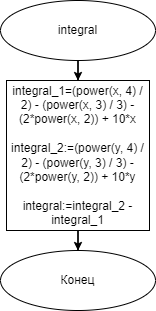 integral
integral_1=(power(x, 4) /
2) - (power(x, 3) / 3) -
(2*power(x, 2)) + 10*x
integral_2:=(power(y, 4) /
2) - (power(y, 3) / 3) -
(2*power(y, 2)) + 10*y
integral:=integral_2 -
integral_1
Конец